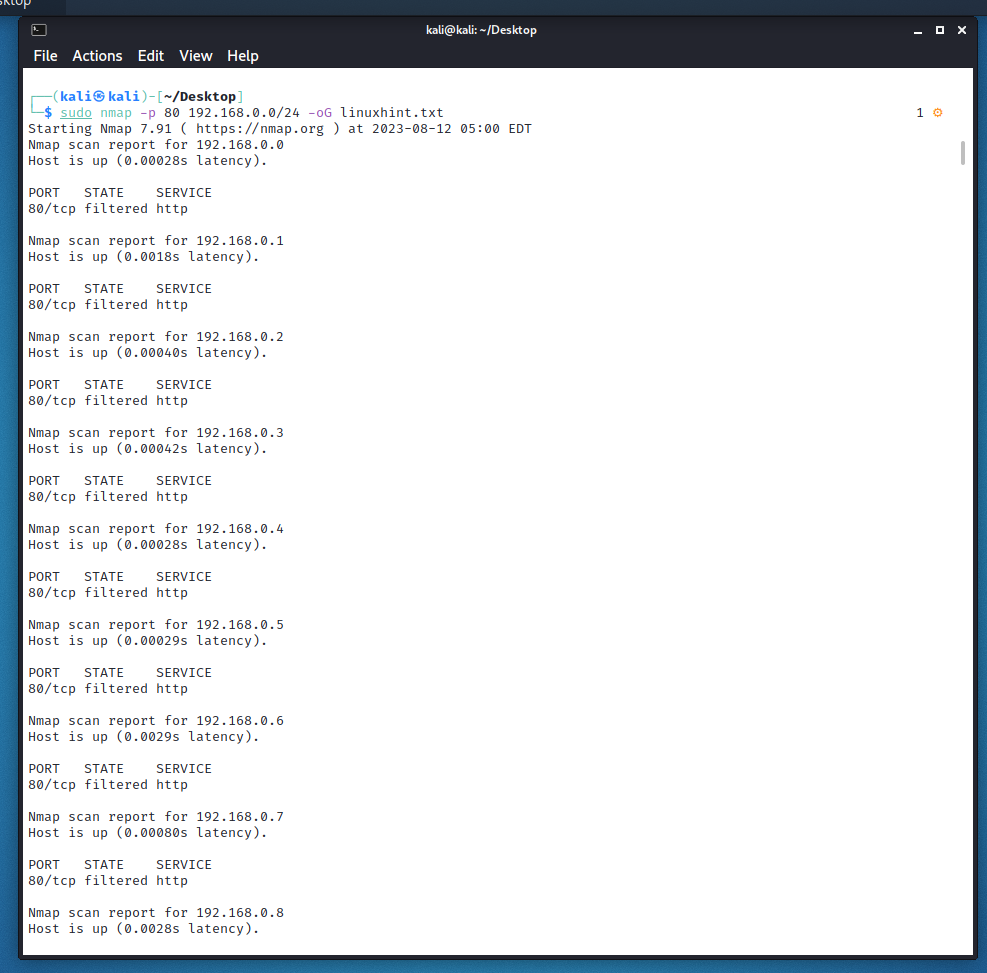 sktop
kali@kali: ~/Desktop
File Actions Edit View Help
┌──(kali㉿kali)-[~/Desktop]
└─$ sudo nmap -p 80 192.168.0.0/24 -oG linuxhint.txt 1 ⚙
Starting Nmap 7.91 ( https://nmap.org ) at 2023-08-12 05:00 EDT
Nmap scan report for 192.168.0.0
Host is up (0.00028s latency).
PORT   STATE    SERVICE
80/tcp filtered http
Nmap scan report for 192.168.0.1
Host is up (0.0018s latency).
PORT   STATE    SERVICE
80/tcp filtered http
Nmap scan report for 192.168.0.2
Host is up (0.00040s latency).
PORT   STATE    SERVICE
80/tcp filtered http
Nmap scan report for 192.168.0.3
Host is up (0.00042s latency).
PORT   STATE    SERVICE
80/tcp filtered http
Nmap scan report for 192.168.0.4
Host is up (0.00028s latency).
PORT   STATE    SERVICE
80/tcp filtered http
Nmap scan report for 192.168.0.5
Host is up (0.00029s latency).
PORT   STATE    SERVICE
80/tcp filtered http
Nmap scan report for 192.168.0.6
Host is up (0.0029s latency).
PORT   STATE    SERVICE
80/tcp filtered http
Nmap scan report for 192.168.0.7
Host is up (0.00080s latency).
PORT   STATE    SERVICE
80/tcp filtered http
Nmap scan report for 192.168.0.8
Host is up (0.0028s latency).